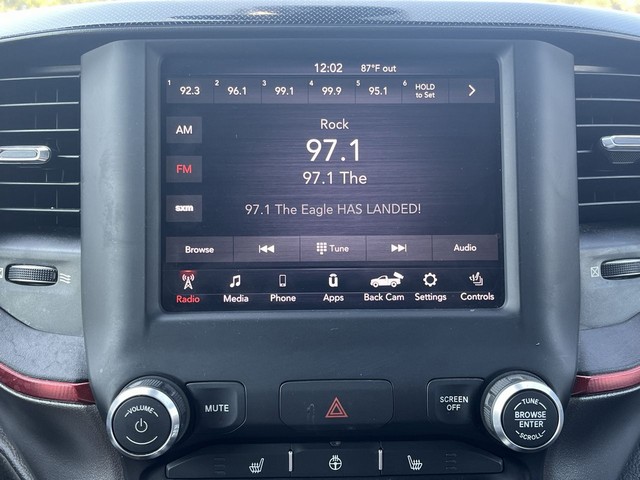 12:02 87°F out
1 92.3 2 96.1 3 99.1 4 99.9 5 95.1 6 HOLD to Set
AM
Rock
97.1
FM
97.1 The
sxm
97.1 The Eagle HAS LANDED!
Browse Tune Audio
Radio Media Phone Apps Back Cam Settings Controls
VOLUME
MUTE
SCREEN OFF
TUNE
BROWSE
ENTER
SCROLL